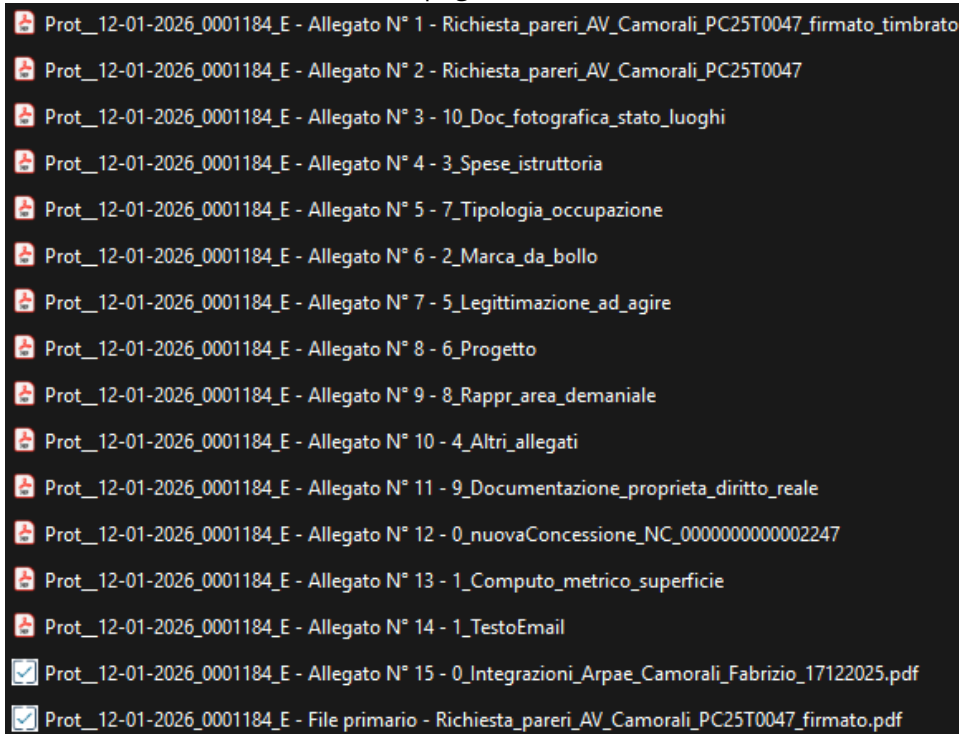 Prot__12-01-2026_0001184_E - Allegato N° 1 - Richiesta_pareri_AV_Camorali_PC25T0047_firmato_timbrato
Prot__12-01-2026_0001184_E - Allegato N° 2 - Richiesta_pareri_AV_Camorali_PC25T0047
Prot__12-01-2026_0001184_E - Allegato N° 3 - 10_Doc_fotografica_stato_luoghi
Prot__12-01-2026_0001184_E - Allegato N° 4 - 3_Spese_istruttoria
Prot__12-01-2026_0001184_E - Allegato N° 5 - 7_Tipologia_occupazione
Prot__12-01-2026_0001184_E - Allegato N° 6 - 2_Marca_da_bollo
Prot__12-01-2026_0001184_E - Allegato N° 7 - 5_Legittimazione_ad_agire
Prot__12-01-2026_0001184_E - Allegato N° 8 - 6_Progetto
Prot__12-01-2026_0001184_E - Allegato N° 9 - 8_Rappr_area_demaniale
Prot__12-01-2026_0001184_E - Allegato N° 10 - 4_Altri_allegati
Prot__12-01-2026_0001184_E - Allegato N° 11 - 9_Documentazione_proprieta_diritto_reale
Prot__12-01-2026_0001184_E - Allegato N° 12 - 0_nuovaConcessione_NC_0000000000002247
Prot__12-01-2026_0001184_E - Allegato N° 13 - 1_Computo_metrico_superficie
Prot__12-01-2026_0001184_E - Allegato N° 14 - 1_TestoEmail
Prot__12-01-2026_0001184_E - Allegato N° 15 - 0_Integrazioni_Arpae_Camorali_Fabrizio_17122025.pdf
Prot__12-01-2026_0001184_E - File primario - Richiesta_pareri_AV_Camorali_PC25T0047_firmato.pdf